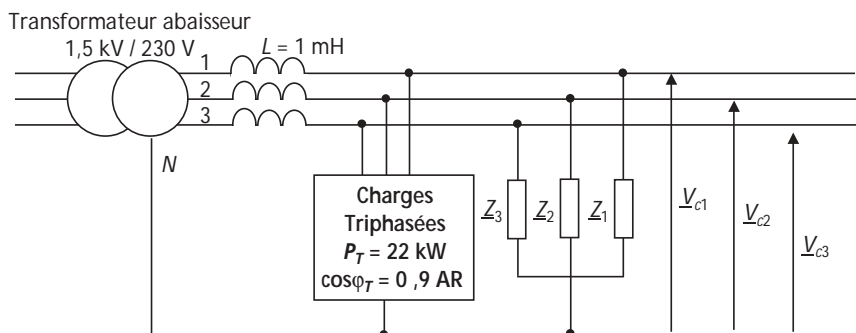 Transformateur abaisseur
1,5 kV / 230 V
1
L = 1 mH
2
3
N
Charges
Triphasées
P_T = 22 kW
cosφ_T = 0 ,9 AR
Z_3
Z_2
Z_1
V_c1
V_c2
V_c3